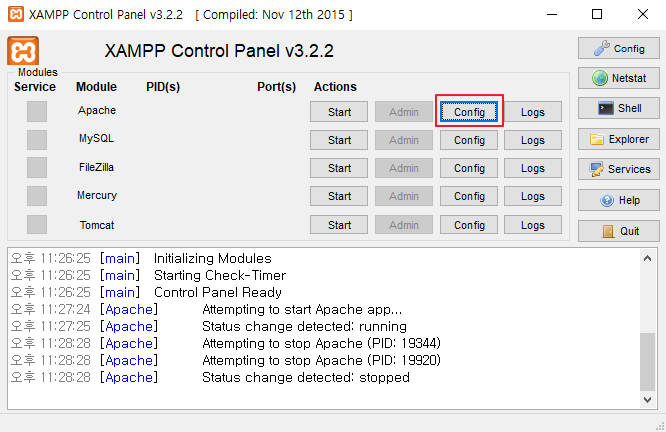 XAMPP Control Panel v3.2.2 [ Compiled: Nov 12th 2015 ]
XAMPP Control Panel v3.2.2
Config
Modules
Service Module PID(s) Port(s) Actions
Netstat
Apache Start Admin Config Logs
Shell
MySQL Start Admin Config Logs
Explorer
FileZilla Start Admin Config Logs
Services
Mercury Start Admin Config Logs
Help
Tomcat Start Admin Config Logs
Quit
오후 11:26:25 [main] Initializing Modules
오후 11:26:25 [main] Starting Check-Timer
오후 11:26:25 [main] Control Panel Ready
오후 11:27:24 [Apache] Attempting to start Apache app...
오후 11:27:25 [Apache] Status change detected: running
오후 11:28:28 [Apache] Attempting to stop Apache (PID: 19344)
오후 11:28:28 [Apache] Attempting to stop Apache (PID: 19920)
오후 11:28:28 [Apache] Status change detected: stopped